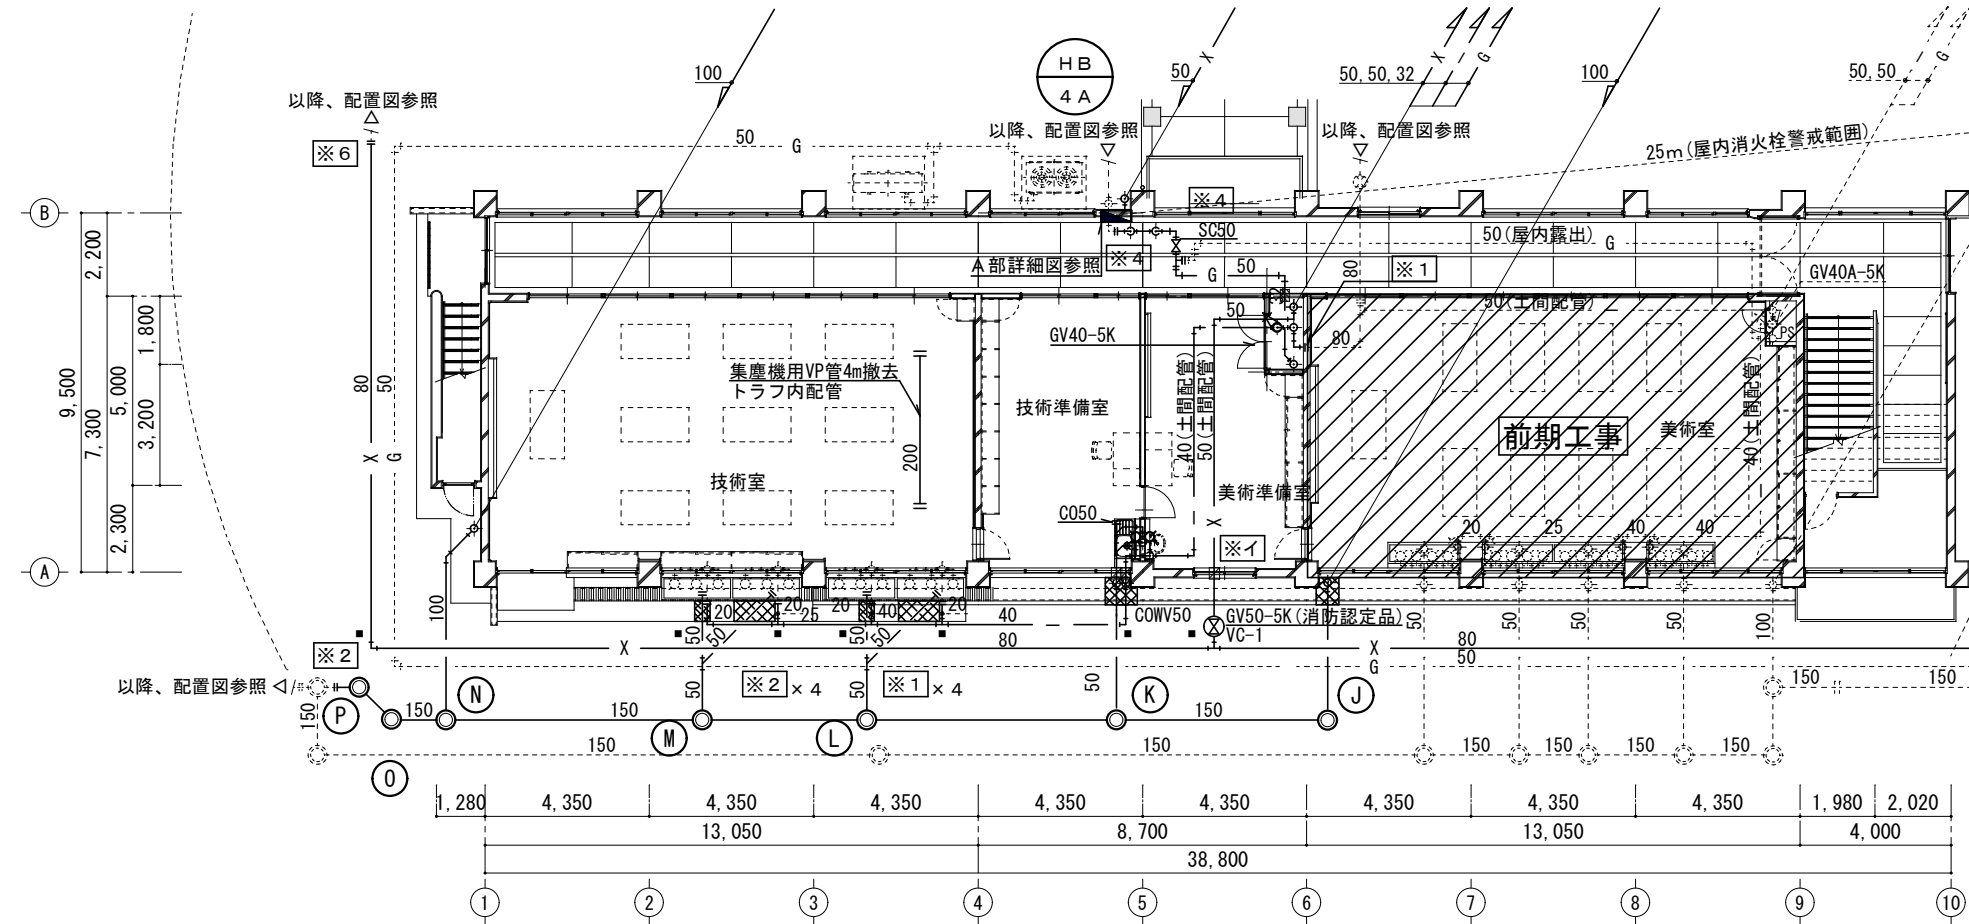 100
HB
4A
50
X
50,50,32
X
G
100
50,50
G
以降、配置図参照
※6
50
G
以降、配置図参照
以降、配置図参照
25m(屋内消火栓警戒範囲)
B
※4
SC50
50(屋内露出)
G
2,200
A部詳細図参照
※4
G
50
80
※1
GV40A-5K
50(土間配管)
1,800
50
GV40-5K
80
PS
9,500
7,300
5,000
3,200
80
50
X
G
集塵機用VP管4m撤去
トラフ内配管
200
技術準備室
40(土間配管)
50(土間配管)
前期工事
美術室
40(土間配管)
技術室
美術準備室
X
2,300
CO50
※イ
20
25
40
40
A
100
20
20
25
20
40
20
40
COWV50
GV50-5K(消防認定品)
VC-1
50
50
50
50
50
50
50
50
100
X
80
X
80
G
50
※2
以降、配置図参照
※2
×4
※1
×4
50
50
50
N
K
J
P
150
150
150
150
M
L
150
150
150
150
150
150
150
150
150
150
O
1,280
4,350
4,350
4,350
4,350
4,350
4,350
4,350
4,350
1,980
2,020
13,050
8,700
13,050
4,000
38,800
1
2
3
4
5
6
7
8
9
10